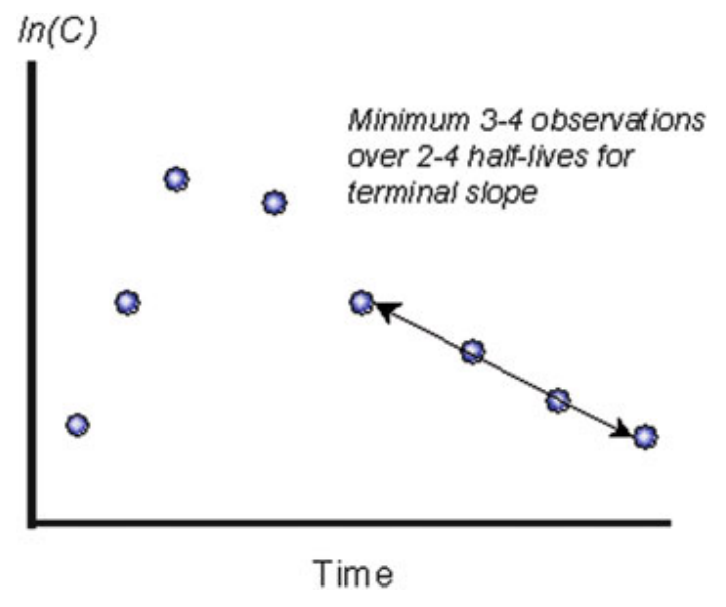 ln(C)
Minimum 3-4 observations
over 2-4 half-lives for
terminal slope
Time